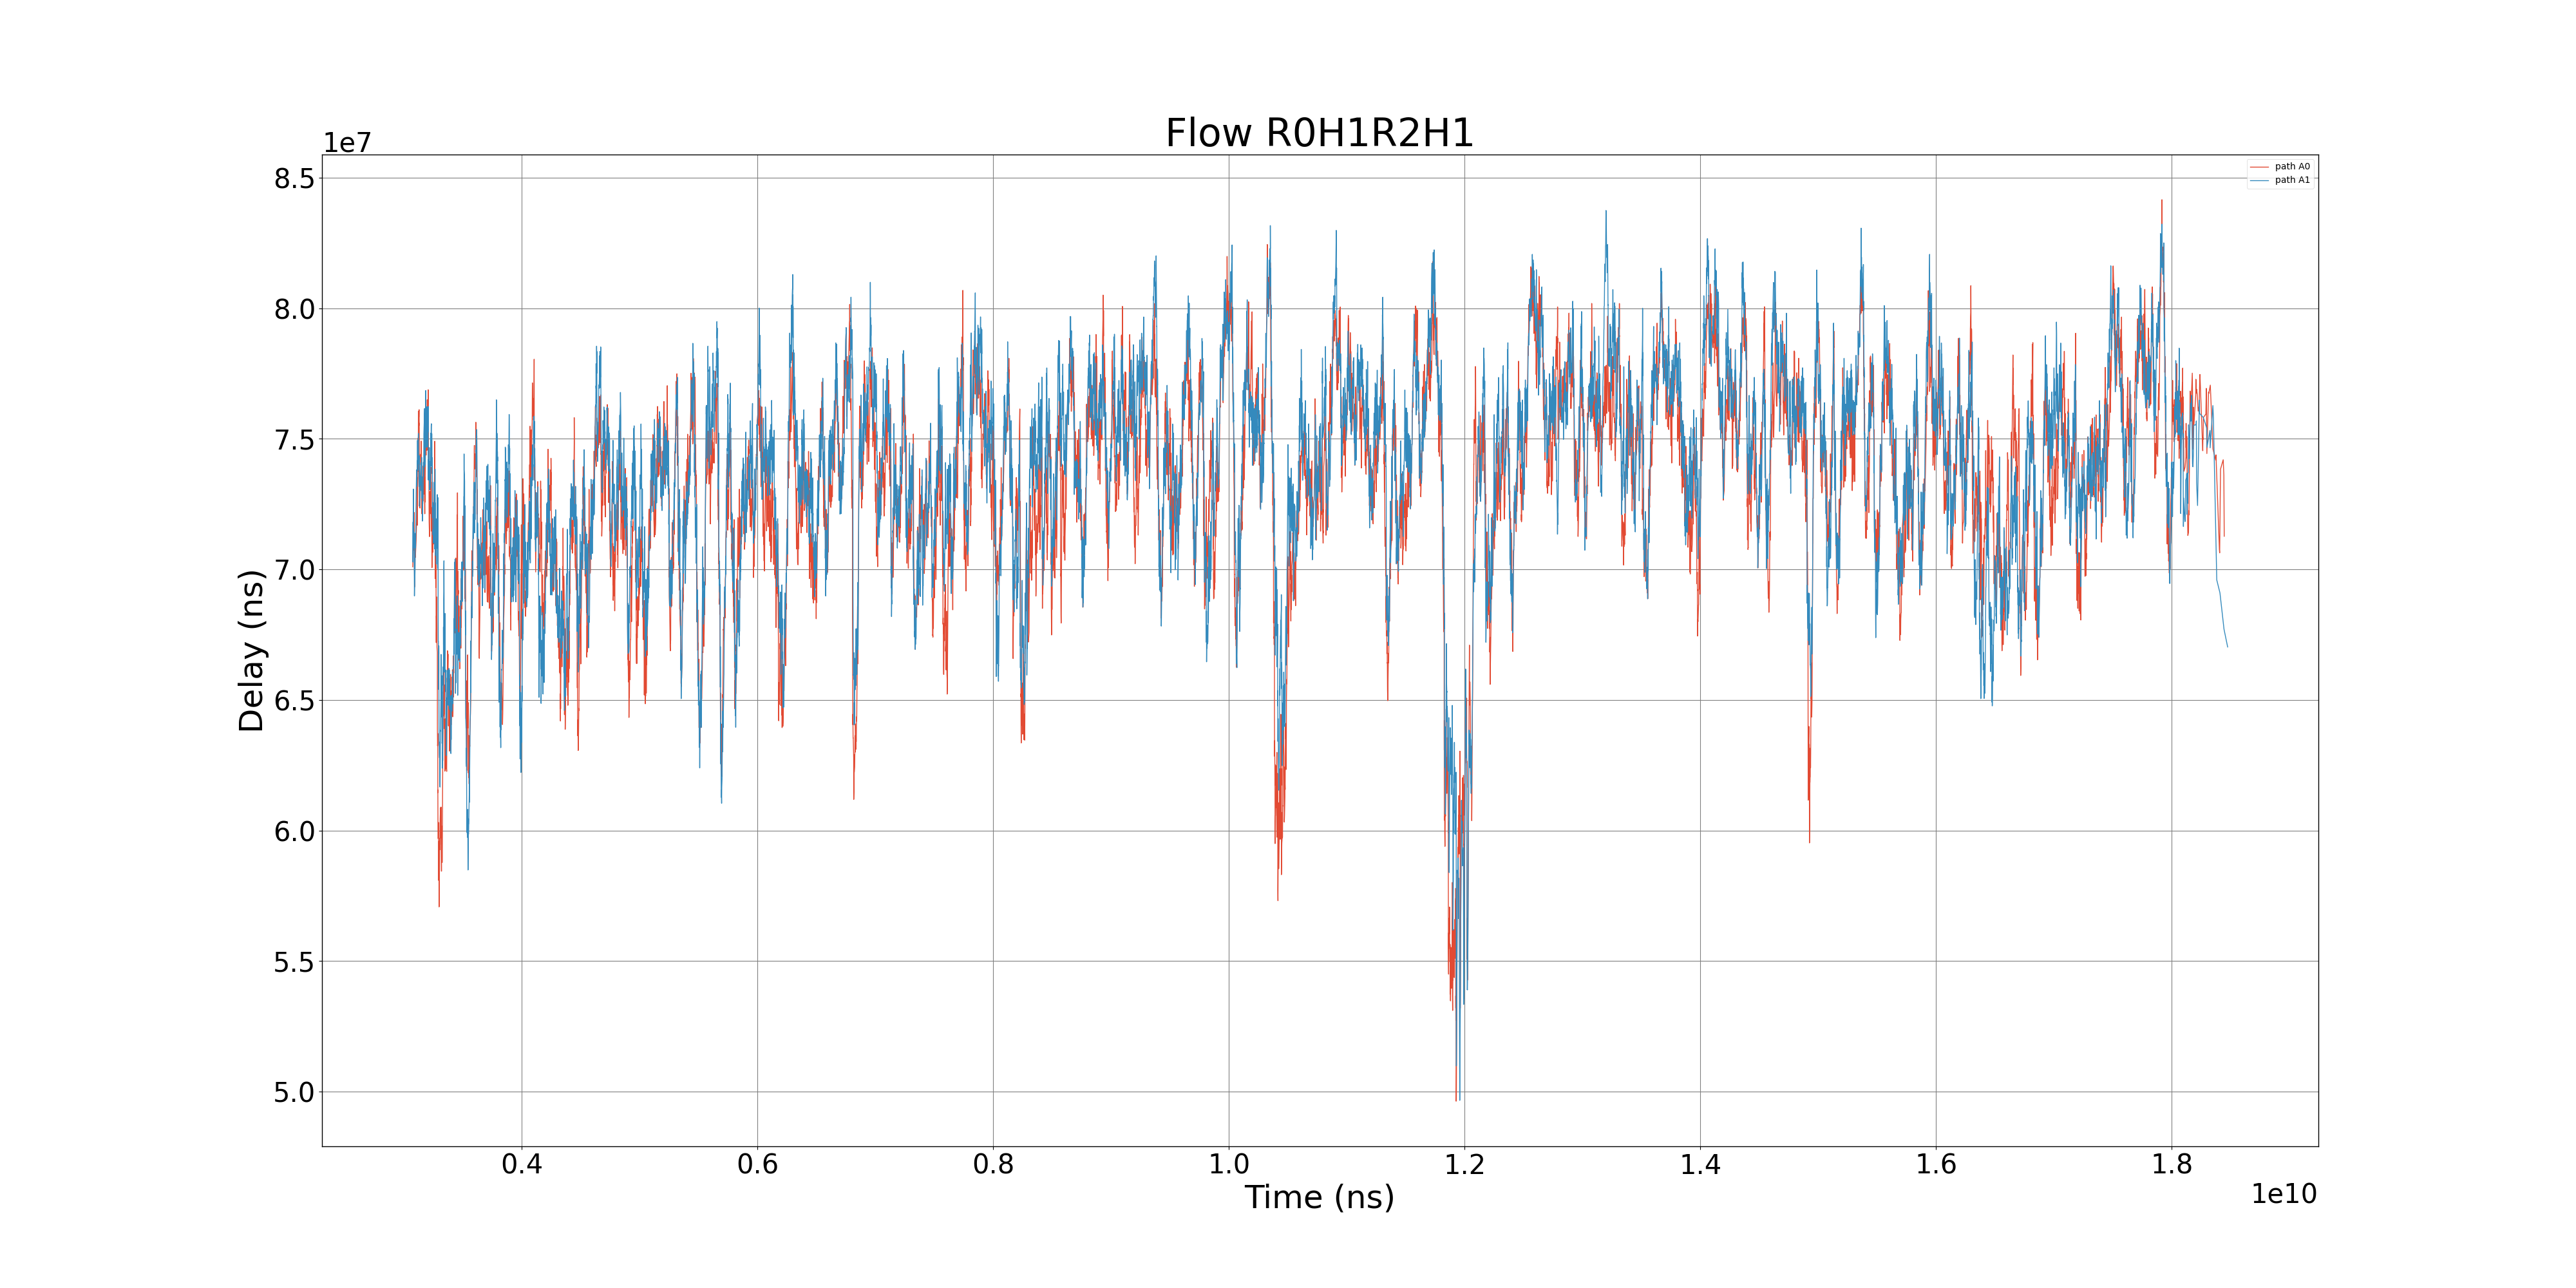 Flow R0H1R2H1
1e7
path A0
path A1
8.5
8.0
7.5
7.0
6.5
6.0
5.5
5.0
Delay (ns)
0.4 0.6 0.8 1.0 1.2 1.4 1.6 1.8
Time (ns)
1e10